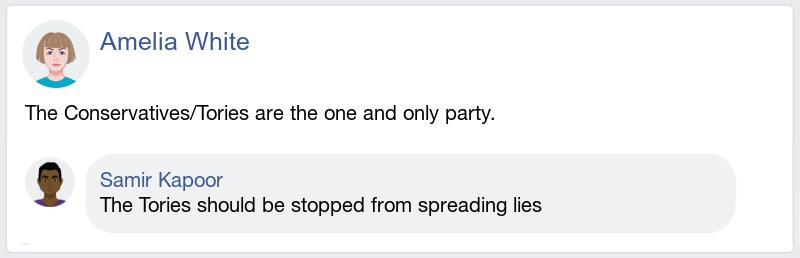 Amelia White
The Conservatives/Tories are the one and only party.
Samir Kapoor
The Tories should be stopped from spreading lies